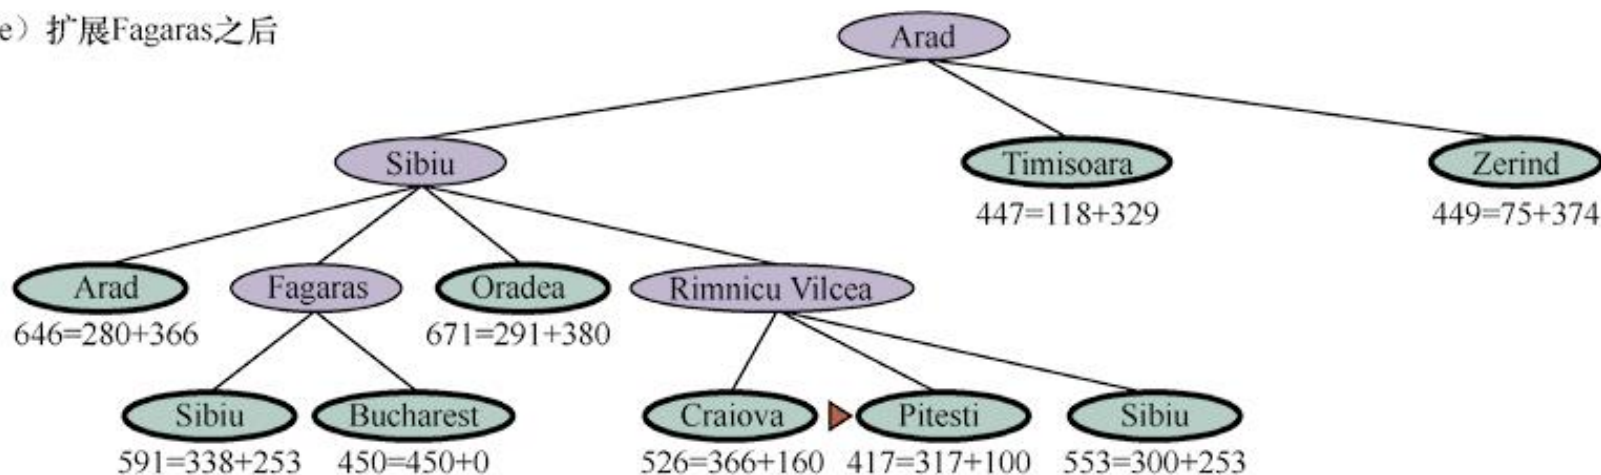 e）扩展Fagaras之后
Arad
Sibiu
Timisoara
Zerind
447=118+329
449=75+374
Arad
Fagaras
Oradea
Rimnicu Vilcea
646=280+366
671=291+380
Sibiu
Bucharest
Craiova
Pitesti
Sibiu
591=338+253
450=450+0
526=366+160
417=317+100
553=300+253